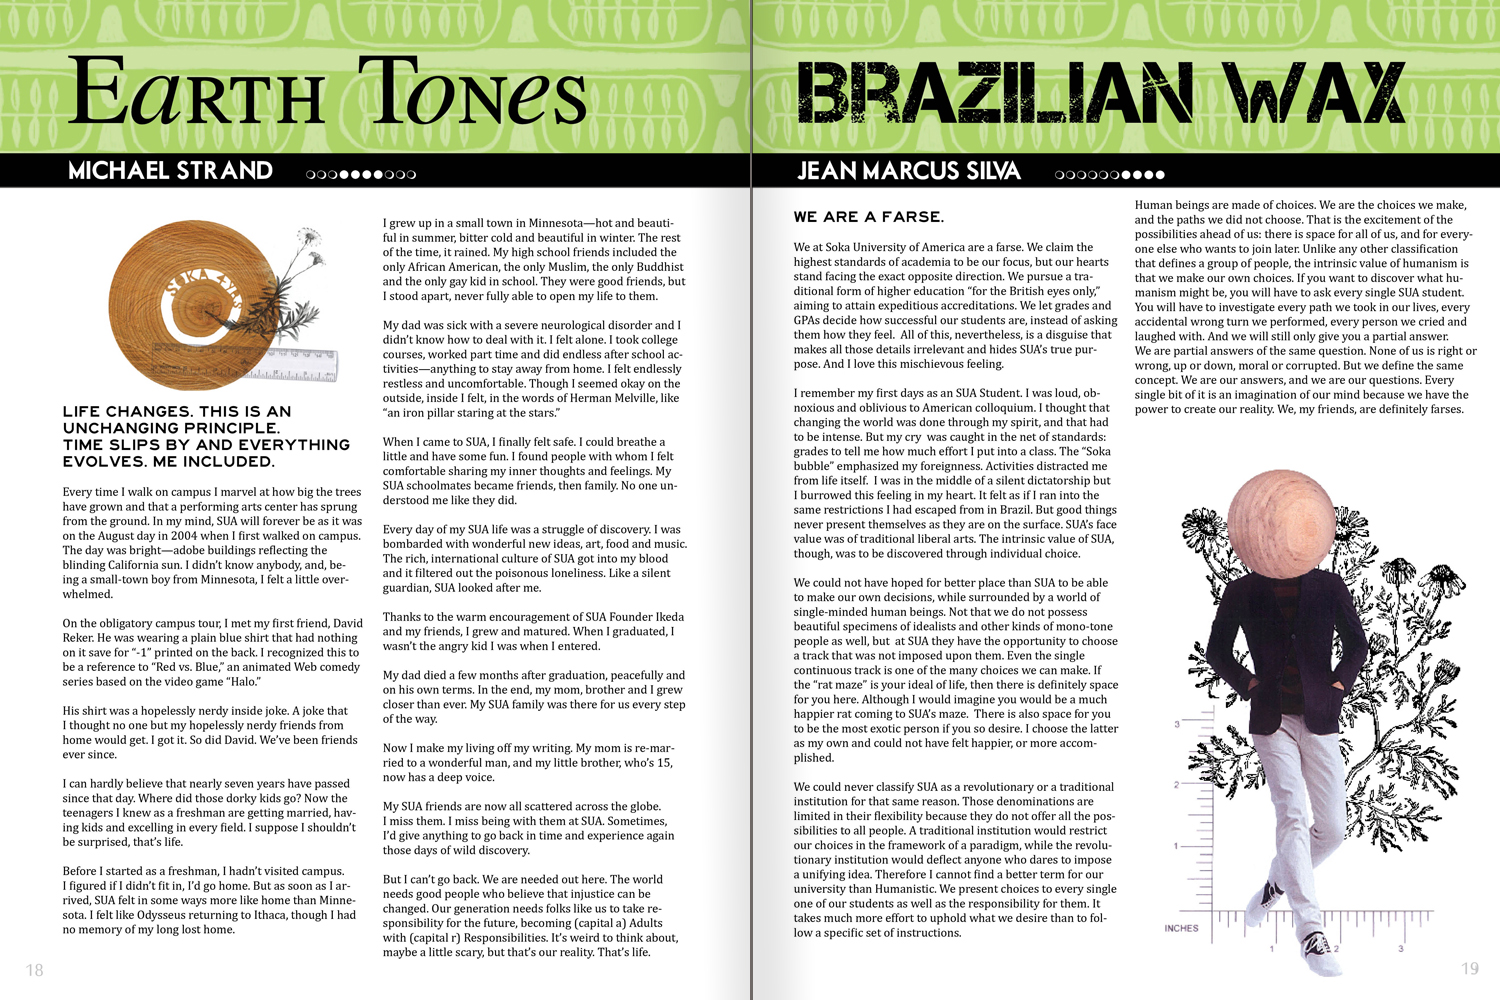 Earth Tones
MICHAEL STRAND
SOKA
LIFE CHANGES. THIS IS AN
UNCHANGING PRINCIPLE.
TIME SLIPS BY AND EVERYTHING
EVOLVES. ME INCLUDED.
Every time I walk on campus I marvel at how big the trees
have grown and that a performing arts center has sprung
from the ground. In my mind, SUA will forever be as it was
on the August day in 2004 when I first walked on campus.
The day was bright—adobe buildings reflecting the
blinding California sun. I didn't know anybody, and, be-
ing a small-town boy from Minnesota, I felt a little over-
whelmed.
On the obligatory campus tour, I met my first friend, David
Reker. He was wearing a plain blue shirt that had nothing
on it save for "-1" printed on the back. I recognized this to
be a reference to "Red vs. Blue," an animated Web comedy
series based on the video game "Halo."
His shirt was a hopelessly nerdy inside joke. A joke that
I thought no one but my hopelessly nerdy friends from
home would get. I got it. So did David. We've been friends
ever since.
I can hardly believe that nearly seven years have passed
since that day. Where did those dorky kids go? Now the
teenagers I knew as a freshman are getting married, hav-
ing kids and excelling in every field. I suppose I shouldn't
be surprised, that's life.
Before I started as a freshman, I hadn't visited campus.
I figured if I didn't fit in, I'd go home. But as soon as I ar-
rived, SUA felt in some ways more like home than Minne-
sota. I felt like Odysseus returning to Ithaca, though I had
no memory of my long lost home.
I grew up in a small town in Minnesota—hot and beauti-
ful in summer, bitter cold and beautiful in winter. The rest
of the time, it rained. My high school friends included the
only African American, the only Muslim, the only Buddhist
and the only gay kid in school. They were good friends, but
I stood apart, never fully able to open my life to them.
My dad was sick with a severe neurological disorder and I
didn't know how to deal with it. I felt alone. I took college
courses, worked part time and did endless after school ac-
tivities—anything to stay away from home. I felt endlessly
restless and uncomfortable. Though I seemed okay on the
outside, inside I felt, in the words of Herman Melville, like
"an iron pillar staring at the stars."
When I came to SUA, I finally felt safe. I could breathe a
little and have some fun. I found people with whom I felt
comfortable sharing my inner thoughts and feelings. My
SUA schoolmates became friends, then family. No one un-
derstood me like they did.
Every day of my SUA life was a struggle of discovery. I was
bombarded with wonderful new ideas, art, food and music.
The rich, international culture of SUA got into my blood
and it filtered out the poisonous loneliness. Like a silent
guardian, SUA looked after me.
Thanks to the warm encouragement of SUA Founder Ikeda
and my friends, I grew and matured. When I graduated, I
wasn't the angry kid I was when I entered.
My dad died a few months after graduation, peacefully and
on his own terms. In the end, my mom, brother and I grew
closer than ever. My SUA family was there for us every step
of the way.
Now I make my living off my writing. My mom is re-mar-
ried to a wonderful man, and my little brother, who's 15,
now has a deep voice.
My SUA friends are now all scattered across the globe.
I miss them. I miss being with them at SUA. Sometimes,
I'd give anything to go back in time and experience again
those days of wild discovery.
But I can't go back. We are needed out here. The world
needs good people who believe that injustice can be
changed. Our generation needs folks like us to take re-
sponsibility for the future, becoming (capital a) Adults
with (capital r) Responsibilities. It's weird to think about,
maybe a little scary, but that's our reality. That's life.
18
BRAZILIAN WAX
JEAN MARCUS SILVA
WE ARE A FARSE.
We at Soka University of America are a farse. We claim the
highest standards of academia to be our focus, but our hearts
stand facing the exact opposite direction. We pursue a tra-
ditional form of higher education "for the British eyes only,"
aiming to attain expeditious accreditations. We let grades and
GPAs decide how successful our students are, instead of asking
them how they feel. All of this, nevertheless, is a disguise that
makes all those details irrelevant and hides SUA's true pur-
pose. And I love this mischievous feeling.
I remember my first days as an SUA Student. I was loud, ob-
noxious and oblivious to American colloquium. I thought that
changing the world was done through my spirit, and that had
to be intense. But my cry was caught in the net of standards:
grades to tell me how much effort I put into a class. The "Soka
bubble" emphasized my foreignness. Activities distracted me
from life itself. I was in the middle of a silent dictatorship but
I burrowed this feeling in my heart. It felt as if I ran into the
same restrictions I had escaped from in Brazil. But good things
never present themselves as they are on the surface. SUA's face
value was of traditional liberal arts. The intrinsic value of SUA,
though, was to be discovered through individual choice.
We could not have hoped for better place than SUA to be able
to make our own decisions, while surrounded by a world of
single-minded human beings. Not that we do not possess
beautiful specimens of idealists and other kinds of mono-tone
people as well, but at SUA they have the opportunity to choose
a track that was not imposed upon them. Even the single
continuous track is one of the many choices we can make. If
the "rat maze" is your ideal of life, then there is definitely space
for you here. Although I would imagine you would be a much
happier rat coming to SUA's maze. There is also space for you
to be the most exotic person if you so desire. I choose the latter
as my own and could not have felt happier, or more accom-
plished.
We could never classify SUA as a revolutionary or a traditional
institution for that same reason. Those denominations are
limited in their flexibility because they do not offer all the pos-
sibilities to all people. A traditional institution would restrict
our choices in the framework of a paradigm, while the revolu-
tionary institution would deflect anyone who dares to impose
a unifying idea. Therefore I cannot find a better term for our
university than Humanistic. We present choices to every single
one of our students as well as the responsibility for them. It
takes much more effort to uphold what we desire than to fol-
low a specific set of instructions.
Human beings are made of choices. We are the choices we make,
and the paths we did not choose. That is the excitement of the
possibilities ahead of us: there is space for all of us, and for every-
one else who wants to join later. Unlike any other classification
that defines a group of people, the intrinsic value of humanism is
that we make our own choices. If you want to discover what hu-
manism might be, you will have to ask every single SUA student.
You will have to investigate every path we took in our lives, every
accidental wrong turn we performed, every person we cried and
laughed with. And we will still only give you a partial answer.
We are partial answers of the same question. None of us is right or
wrong, up or down, moral or corrupted. But we define the same
concept. We are our answers, and we are our questions. Every
single bit of it is an imagination of our mind because we have the
power to create our reality. We, my friends, are definitely farses.
3
2
1
INCHES
1 2 3
19